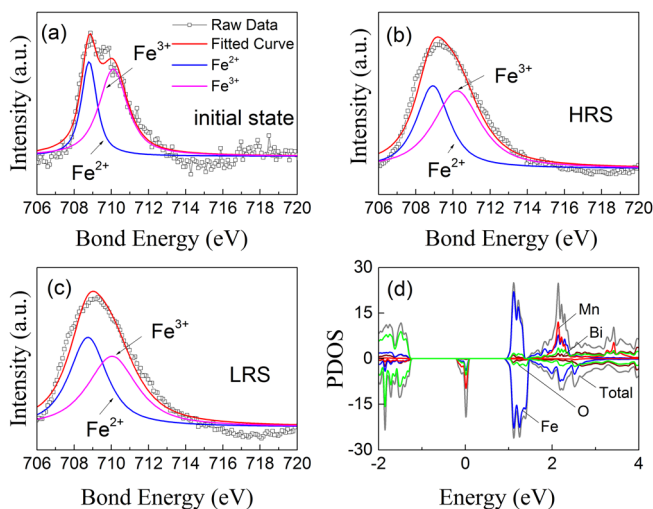 (a)
Raw Data
Fitted Curve
Fe2+
Fe3+
Fe3+
initial state
Fe2+
Intensity (a.u.)
706 708 710 712 714 716 718 720
Bond Energy (eV)
(b)
Fe3+
HRS
Fe2+
Intensity (a.u.)
706 708 710 712 714 716 718 720
Bond Energy (eV)
(c)
Fe3+
LRS
Fe2+
Intensity (a.u.)
706 708 710 712 714 716 718 720
Bond Energy (eV)
(d)
30
15
0
-15
-30
PDOS
Mn
Bi
Total
O
Fe
-2 0 2 4
Energy (eV)